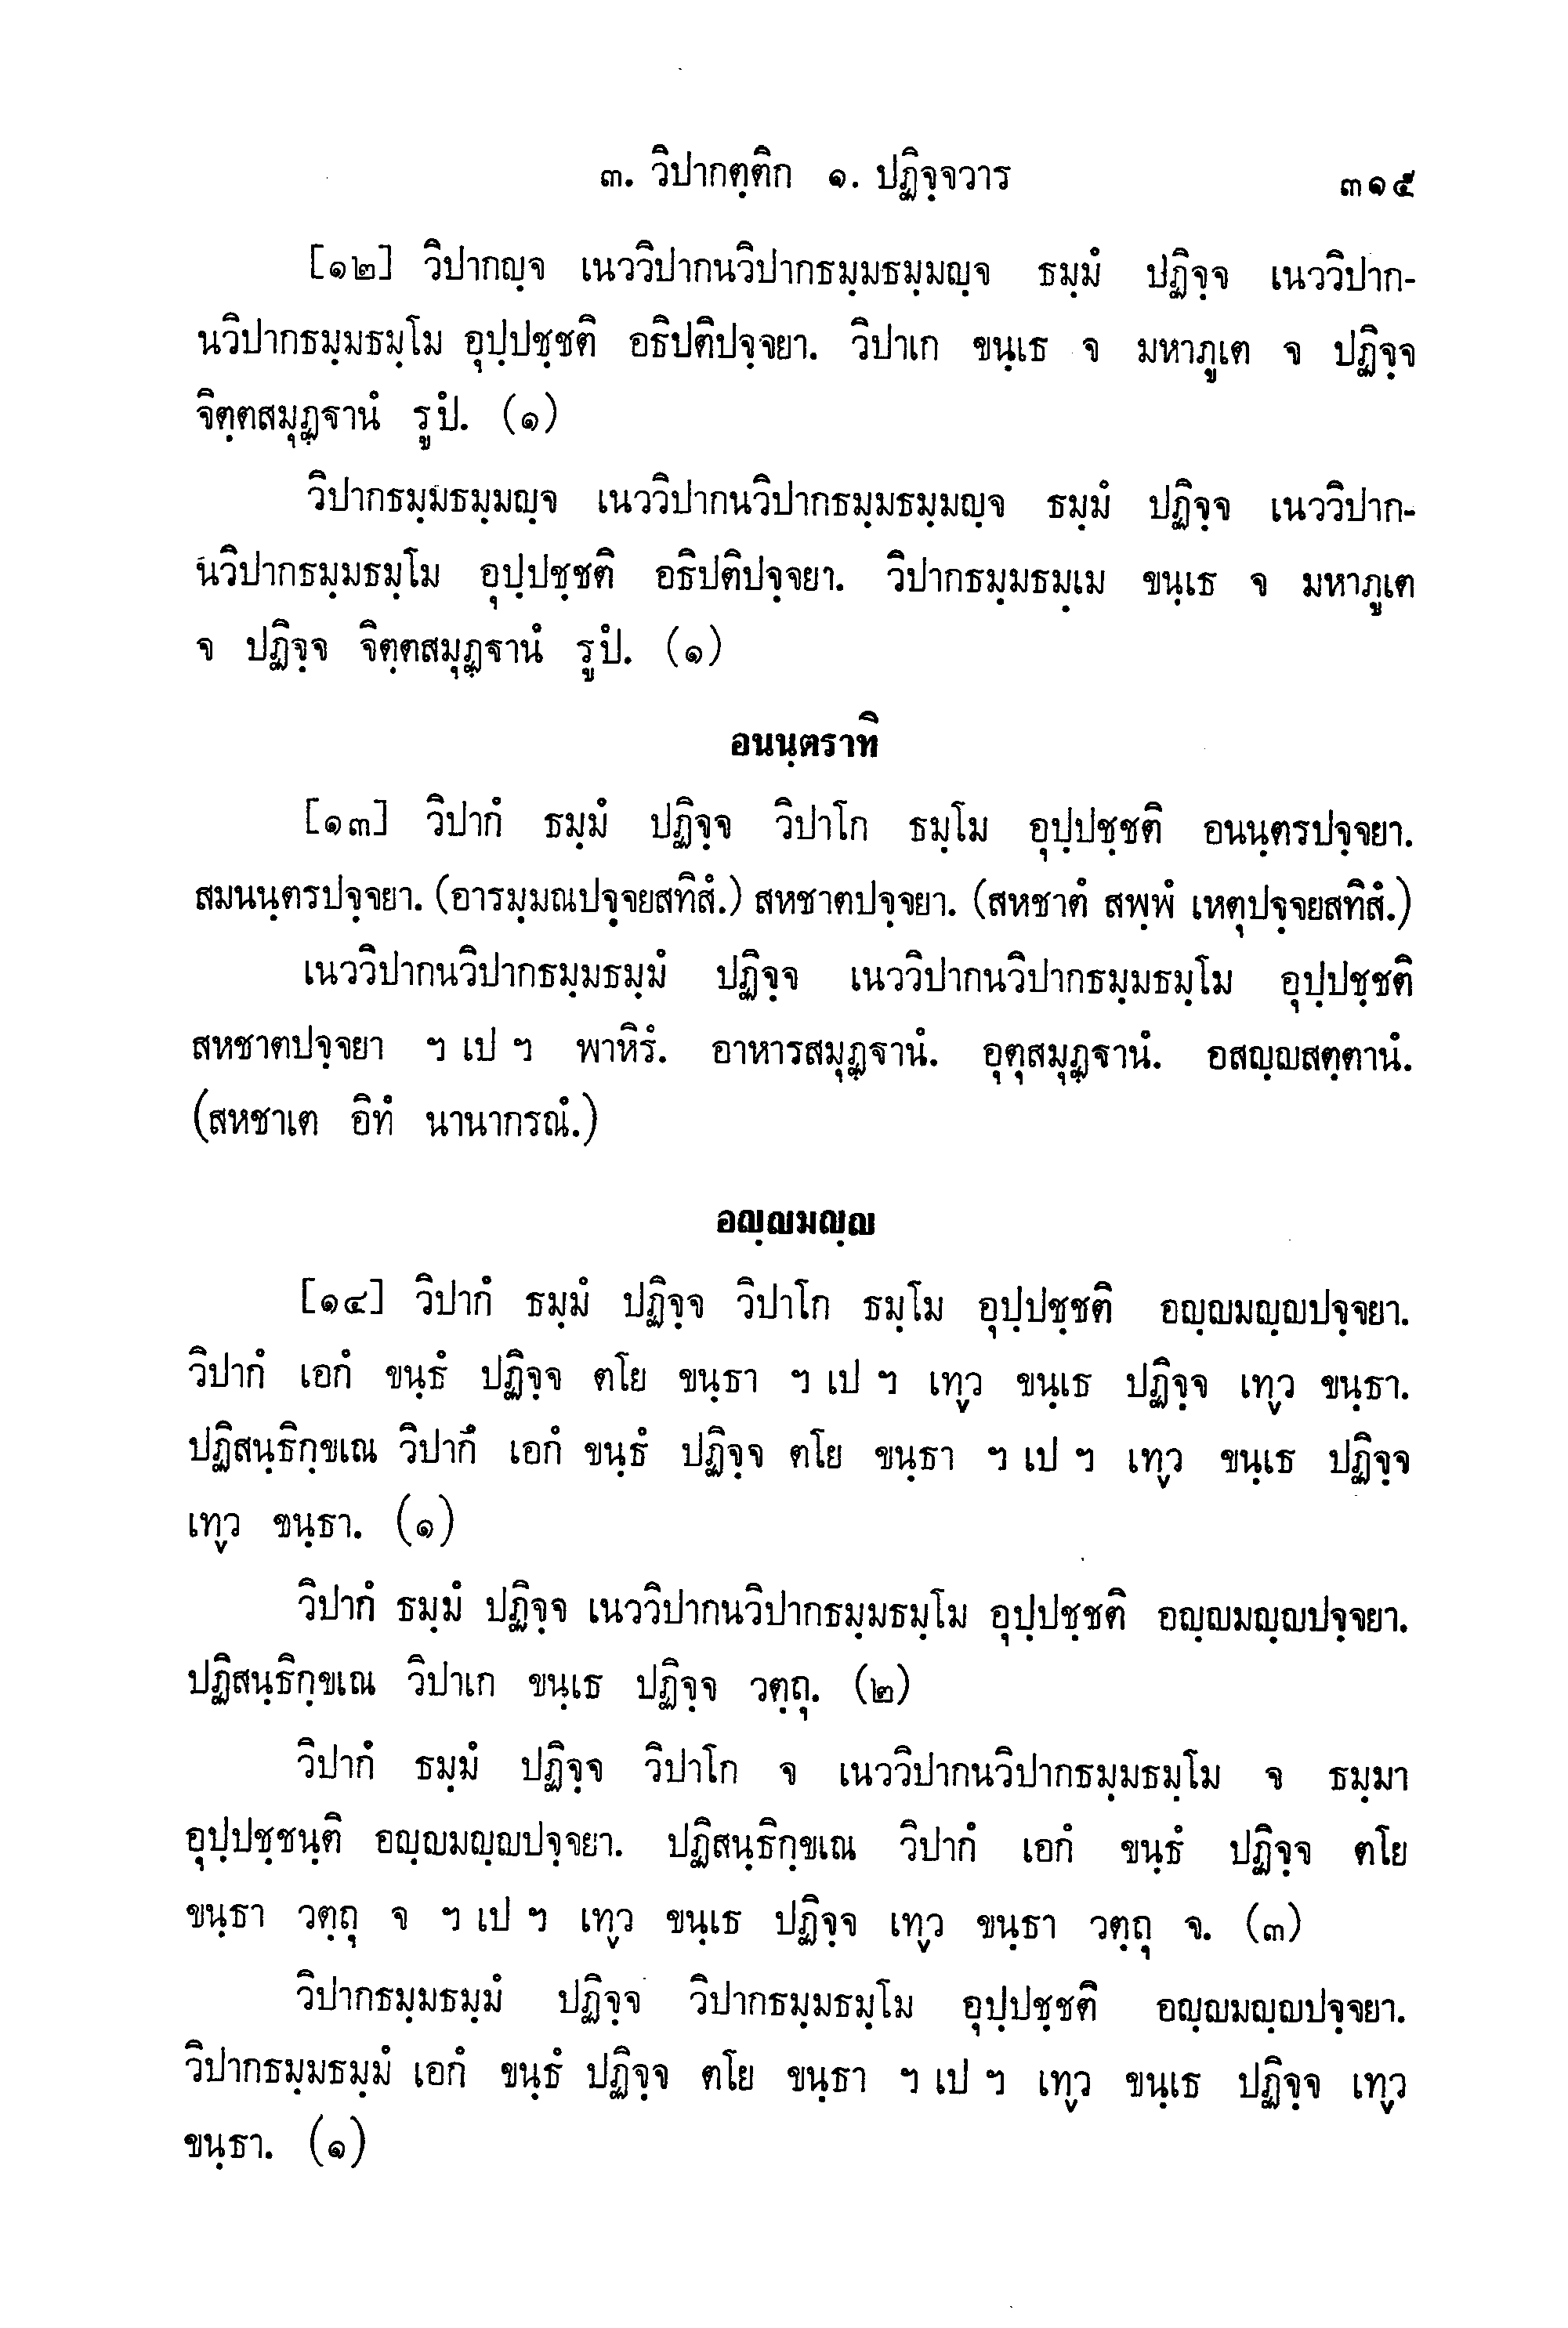 ๓. วิปากตฺติก ๑. ปฏิจฺจวาร ๓๑๕
[๑๒] วิปากญฺจ เนววิปากนวิปากธมฺมธมฺมญฺจ ธมฺมํ ปฏิจฺจ เนววิปาก-
นวิปากธมฺมธมฺโม อุปฺปชฺชติ อธิปติปจฺจยา. วิปาเก ขนฺเธ จ มหาภูเต จ ปฏิจฺจ
จิตฺตสมุฏฺฐานํ รูปํ. (๑)
วิปากธมฺมธมฺมญฺจ เนววิปากนวิปากธมฺมธมฺมญฺจ ธมฺมํ ปฏิจฺจ เนววิปาก-
นวิปากธมฺมธมฺโม อุปฺปชฺชติ อธิปติปจฺจยา. วิปากธมฺมธมฺเม ขนฺเธ จ มหาภูเต
จ ปฏิจฺจ จิตฺตสมุฏฺฐานํ รูปํ. (๑)
อนนฺตราทิ
[๑๓] วิปากํ ธมฺมํ ปฏิจฺจ วิปาโก ธมฺโม อุปฺปชฺชติ อนนฺตรปจฺจยา.
สมนนฺตรปจฺจยา. (อารมฺมณปจฺจยสทิสํ.) สหชาตปจฺจยา. (สหชาตํ สพฺพํ เหตุปจฺจยสทิสํ.)
เนววิปากนวิปากธมฺมธมฺมํ ปฏิจฺจ เนววิปากนวิปากธมฺมธมฺโม อุปฺปชฺชติ
สหชาตปจฺจยา ฯ เป ฯ พาหิรํ. อาหารสมุฏฺฐานํ. อุตุสมุฏฺฐานํ. อสญฺญสตฺตานํ.
(สหชาเต อิทํ นานากรณํ.)
อญฺญมญฺญ
[๑๔] วิปากํ ธมฺมํ ปฏิจฺจ วิปาโก ธมฺโม อุปฺปชฺชติ อญฺญมญฺญปจฺจยา.
วิปากํ เอกํ ขนฺธํ ปฏิจฺจ ตโย ขนฺธา ฯ เป ฯ เทฺว ขนฺเธ ปฏิจฺจ เทฺว ขนฺธา.
ปฏิสนฺธิกฺขเณ วิปากํ เอกํ ขนฺธํ ปฏิจฺจ ตโย ขนฺธา ฯ เป ฯ เทฺว ขนฺเธ ปฏิจฺจ
เทฺว ขนฺธา. (๑)
วิปากํ ธมฺมํ ปฏิจฺจ เนววิปากนวิปากธมฺมธมฺโม อุปฺปชฺชติ อญฺญมญฺญปจฺจยา.
ปฏิสนฺธิกฺขเณ วิปาเก ขนฺเธ ปฏิจฺจ วตฺถุ. (๒)
วิปากํ ธมฺมํ ปฏิจฺจ วิปาโก จ เนววิปากนวิปากธมฺมธมฺโม จ ธมฺมา
อุปฺปชฺชนฺติ อญฺญมญฺญปจฺจยา. ปฏิสนฺธิกฺขเณ วิปากํ เอกํ ขนฺธํ ปฏิจฺจ ตโย
ขนฺธา วตฺถุ จ ฯ เป ฯ เทฺว ขนฺเธ ปฏิจฺจ เทฺว ขนฺธา วตฺถุ จ. (๓)
วิปากธมฺมธมฺมํ ปฏิจฺจ วิปากธมฺมธมฺโม อุปฺปชฺชติ อญฺญมญฺญปจฺจยา.
วิปากธมฺมธมฺมํ เอกํ ขนฺธํ ปฏิจฺจ ตโย ขนฺธา ฯ เป ฯ เทฺว ขนฺเธ ปฏิจฺจ เทฺว
ขนฺธา. (๑)